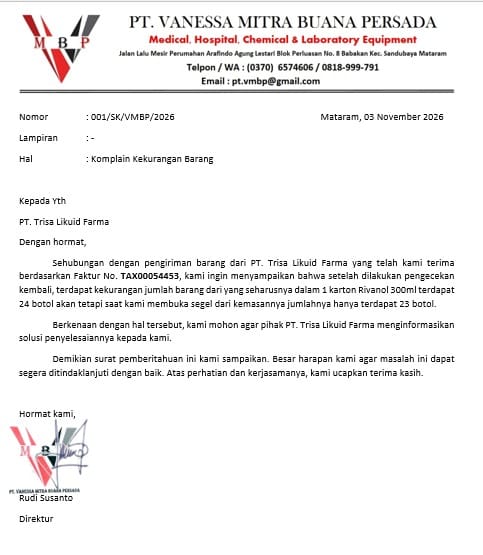 PT. VANESSA MITRA BUANA PERSADA
Medical, Hospital, Chemical & Laboratory Equipment
Jalan Lalu Mesir Perumahan Arafindo Agung Lestari Blok Perluasan No. 8 Babakan Kec. Sandubaya Mataram
Telpon / WA : (0370) 6574606 / 0818-999-791
Email : pt.vmbp@gmail.com
M B P
Nomor : 001/SK/VMBP/2026 Mataram, 03 November 2026
Lampiran : -
Hal : Komplain Kekurangan Barang
Kepada Yth
PT. Trisa Likuid Farma
Dengan hormat,
Sehubungan dengan pengiriman barang dari PT. Trisa Likuid Farma yang telah kami terima
berdasarkan Faktur No. TAX00054453, kami ingin menyampaikan bahwa setelah dilakukan pengecekan
kembali, terdapat kekurangan jumlah barang dari yang seharusnya dalam 1 karton Rivanol 300ml terdapat
24 botol akan tetapi saat kami membuka segel dari kemasannya jumlahnya hanya terdapat 23 botol.
Berkenaan dengan hal tersebut, kami mohon agar pihak PT. Trisa Likuid Farma menginformasikan
solusi penyelesaiannya kepada kami.
Demikian surat pemberitahuan ini kami sampaikan. Besar harapan kami agar masalah ini dapat
segera ditindaklanjuti dengan baik. Atas perhatian dan kerjasamanya, kami ucapkan terima kasih.
Hormat kami,
M B P
PT. VANESSA MITRA BUANA PERSADA
Rudi Susanto
Direktur